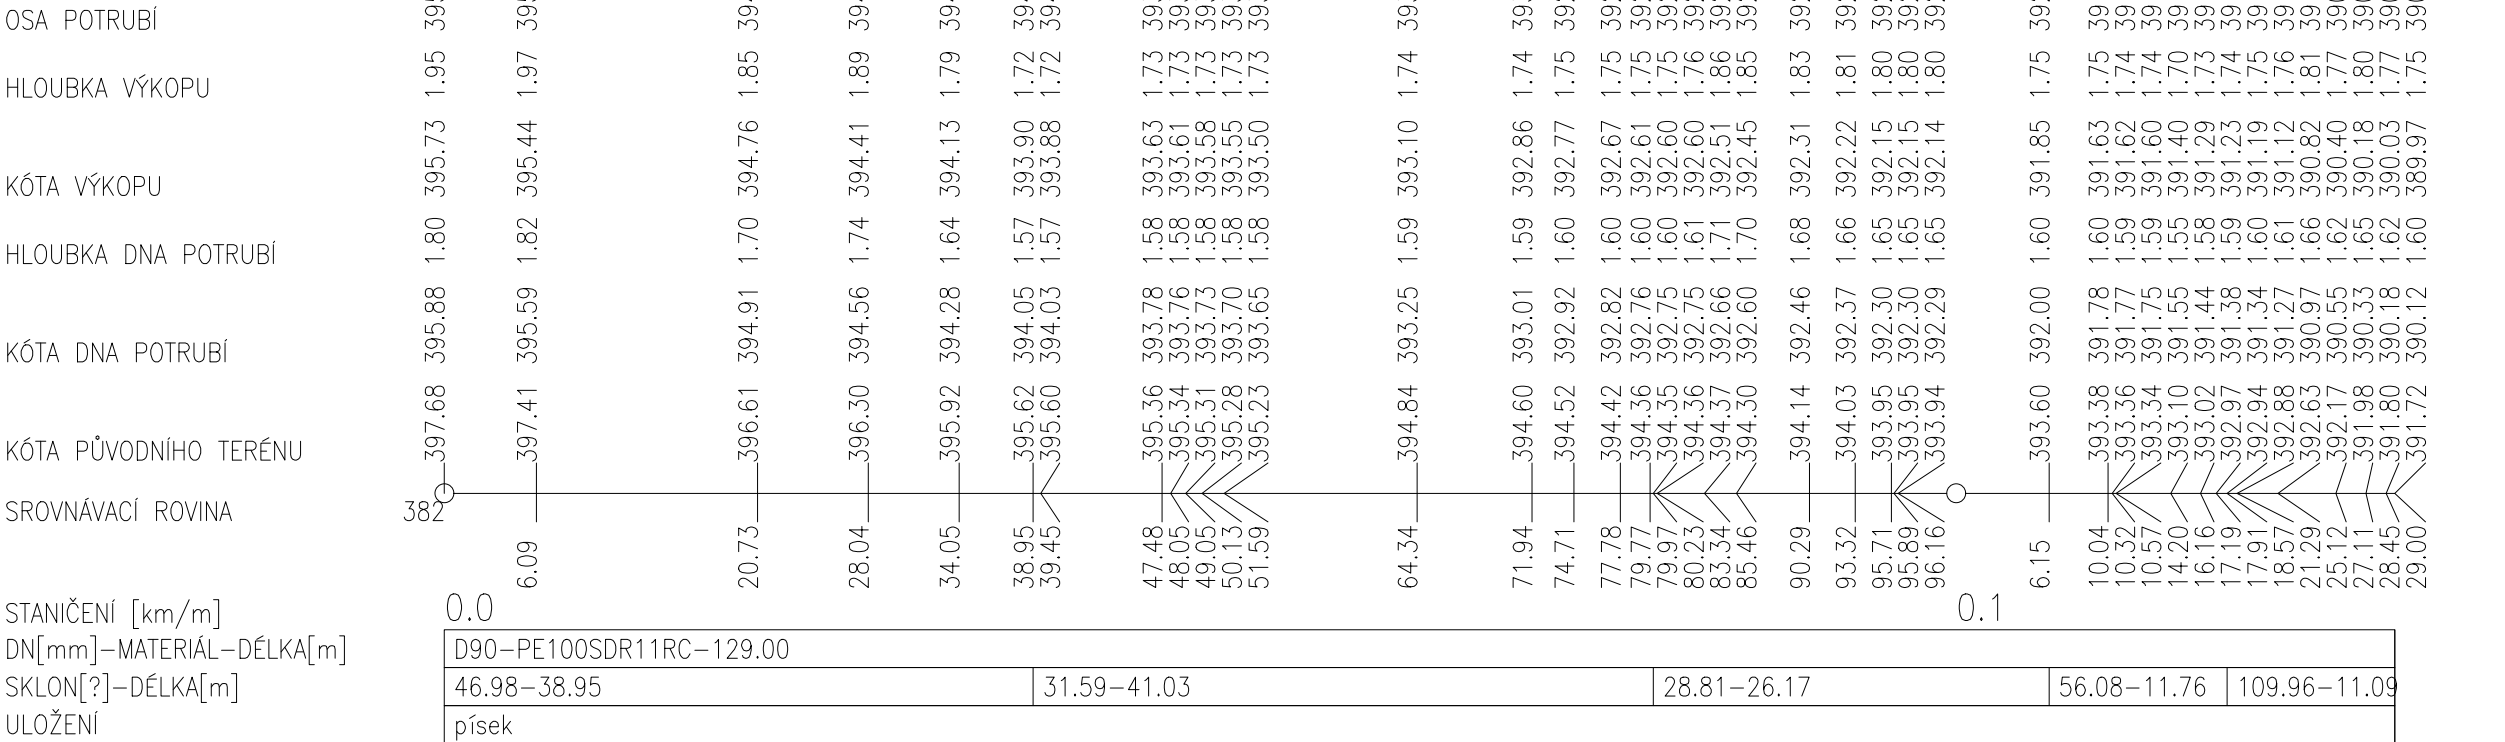 OSA POTRUBÍ
HLOUBKA VÝKOPU 1.95 1.97 1.85 1.89 1.79 1.72 1.72 1.73 1.73 1.73 1.73 1.73 1.74 1.74 1.75 1.75 1.75 1.75 1.76 1.86 1.85 1.83 1.81 1.80 1.80 1.80 1.75 1.75 1.74 1.74 1.70 1.73 1.74 1.75 1.76 1.81 1.77 1.80 1.77 1.75
KÓTA VÝKOPU 395.73 395.44 394.76 394.41 394.13 393.90 393.88 393.63 393.61 393.58 393.55 393.50 393.10 392.86 392.77 392.67 392.61 392.60 392.60 392.51 392.45 392.31 392.22 392.15 392.15 392.14 391.85 391.63 391.62 391.60 391.40 391.29 391.23 391.19 391.12 390.82 390.40 390.18 390.03 389.97
HLOUBKA DNA POTRUBÍ 1.80 1.82 1.70 1.74 1.64 1.57 1.57 1.58 1.58 1.58 1.58 1.58 1.59 1.59 1.60 1.60 1.60 1.60 1.61 1.71 1.70 1.68 1.66 1.65 1.65 1.65 1.60 1.60 1.59 1.59 1.55 1.58 1.59 1.60 1.61 1.66 1.62 1.65 1.62 1.60
KÓTA DNA POTRUBÍ 395.88 395.59 394.91 394.56 394.28 394.05 394.03 393.78 393.76 393.73 393.70 393.65 393.25 393.01 392.92 392.82 392.76 392.75 392.75 392.66 392.60 392.46 392.37 392.30 392.30 392.29 392.00 391.78 391.77 391.75 391.55 391.44 391.38 391.34 391.27 390.97 390.55 390.33 390.18 390.12
KÓTA PŮVODNÍHO TERÉNU 397.68 397.41 396.61 396.30 395.92 395.62 395.60 395.36 395.34 395.31 395.28 395.23 394.84 394.60 394.52 394.42 394.36 394.35 394.36 394.37 394.30 394.14 394.03 393.95 393.95 393.94 393.60 393.38 393.36 393.34 393.10 393.02 392.97 392.94 392.88 392.63 392.17 391.98 391.80 391.72
SROVNÁVACÍ ROVINA 382
6.09 20.73 28.04 34.05 38.95 39.45 47.48 48.05 49.05 50.13 51.59 64.34 71.94 74.71 77.78 79.77 79.97 80.23 83.34 85.46 90.29 93.32 95.71 95.89 96.16 6.15 10.04 10.32 10.57 14.20 16.16 17.19 17.91 18.57 21.29 25.12 27.11 28.45 29.00
STANIČENÍ [km/m] 0.0 0.1
DN[mm]-MATERIÁL-DÉLKA[m] D90-PE100SDR11RC-129.00
SKLON[?]-DÉLKA[m] 46.98-38.95 31.59-41.03 28.81-26.17 56.08-11.76 109.96-11.09
ULOŽENÍ písek